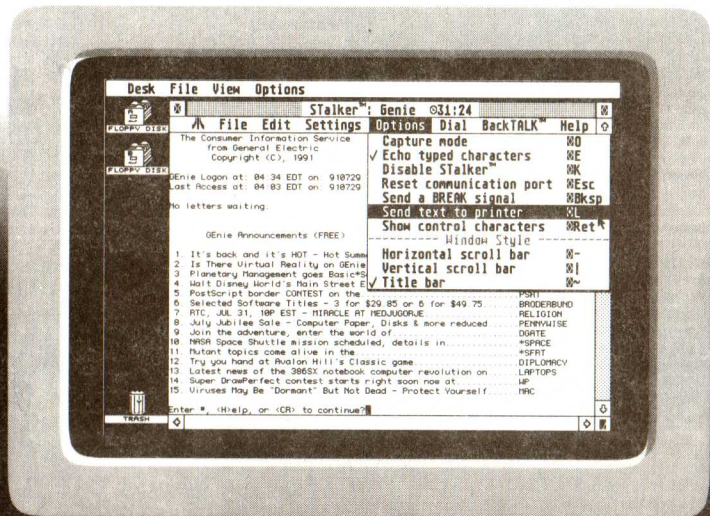 Desk File View Options
STalker™: Genie ⊙31:24
File Edit Settings Options Dial BackTALK™ Help
FLOPPY DISK
FLOPPY DISK
The Consumer Information Service
from General Electric
Copyright (C), 1991
GEnie Logon at: 04:34 EDT on: 910729
Last Access at: 04:03 EDT on: 910729
No letters waiting.
GEnie Announcements (FREE)
Capture mode ⌘O
✓ Echo typed characters ⌘E
Disable STalker™ ⌘K
Reset communication port ⌘Esc
Send a BREAK signal ⌘Bksp
Send text to printer ⌘L
Show control characters ⌘Ret
Window Style
Horizontal scroll bar ⌘-
Vertical scroll bar ⌘|
✓ Title bar ⌘~
1. It's back and it's HOT - Hot Summ
2. Is There Virtual Reality on GEnie
3. Planetary Management goes Basic*S
4. Walt Disney World's Main Street E
5. PostScript border CONTEST on the PSRT
6. Selected Software Titles - 3 for $29.85 or 6 for $49.75 BRODERBUND
7. RTC, JUL 31, 10P EST - MIRACLE AT MEDJUGORJE RELIGION
8. July Jubilee Sale - Computer Paper, Disks & more reduced PENNYWISE
9. Join the adventure, enter the world of DGATE
10. NASA Space Shuttle mission scheduled, details in *SPACE
11. Mutant topics come alive in the *SFRT
12. Try you hand at Avalon Hill's Classic game DIPLOMACY
13. Latest news of the 386SX notebook computer revolution on LAPTOPS
14. Super DrawPerfect contest starts right soon now at WP
15. Viruses May Be "Dormant" But Not Dead - Protect Yourself MAC
Enter #, <H>elp, or <CR> to continue?
TRASH